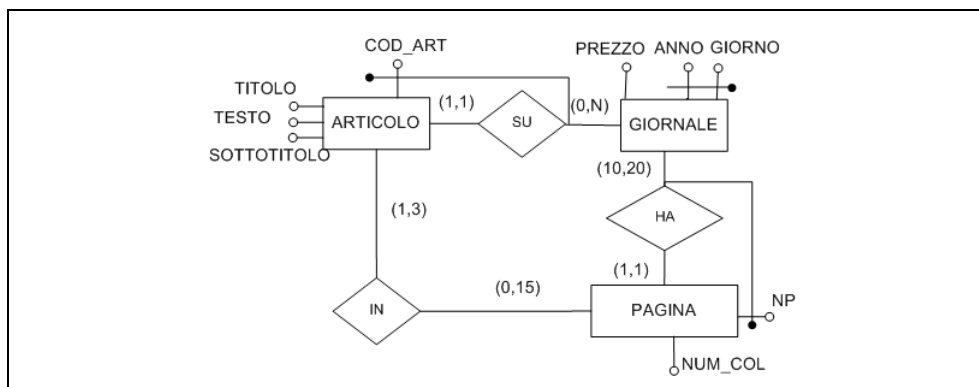 COD_ART
PREZZO ANNO GIORNO
TITOLO
TESTO
SOTTOTITOLO
ARTICOLO
(1,1)
SU
(0,N)
GIORNALE
(10,20)
(1,3)
HA
(1,1)
(0,15)
IN
PAGINA
NP
NUM_COL